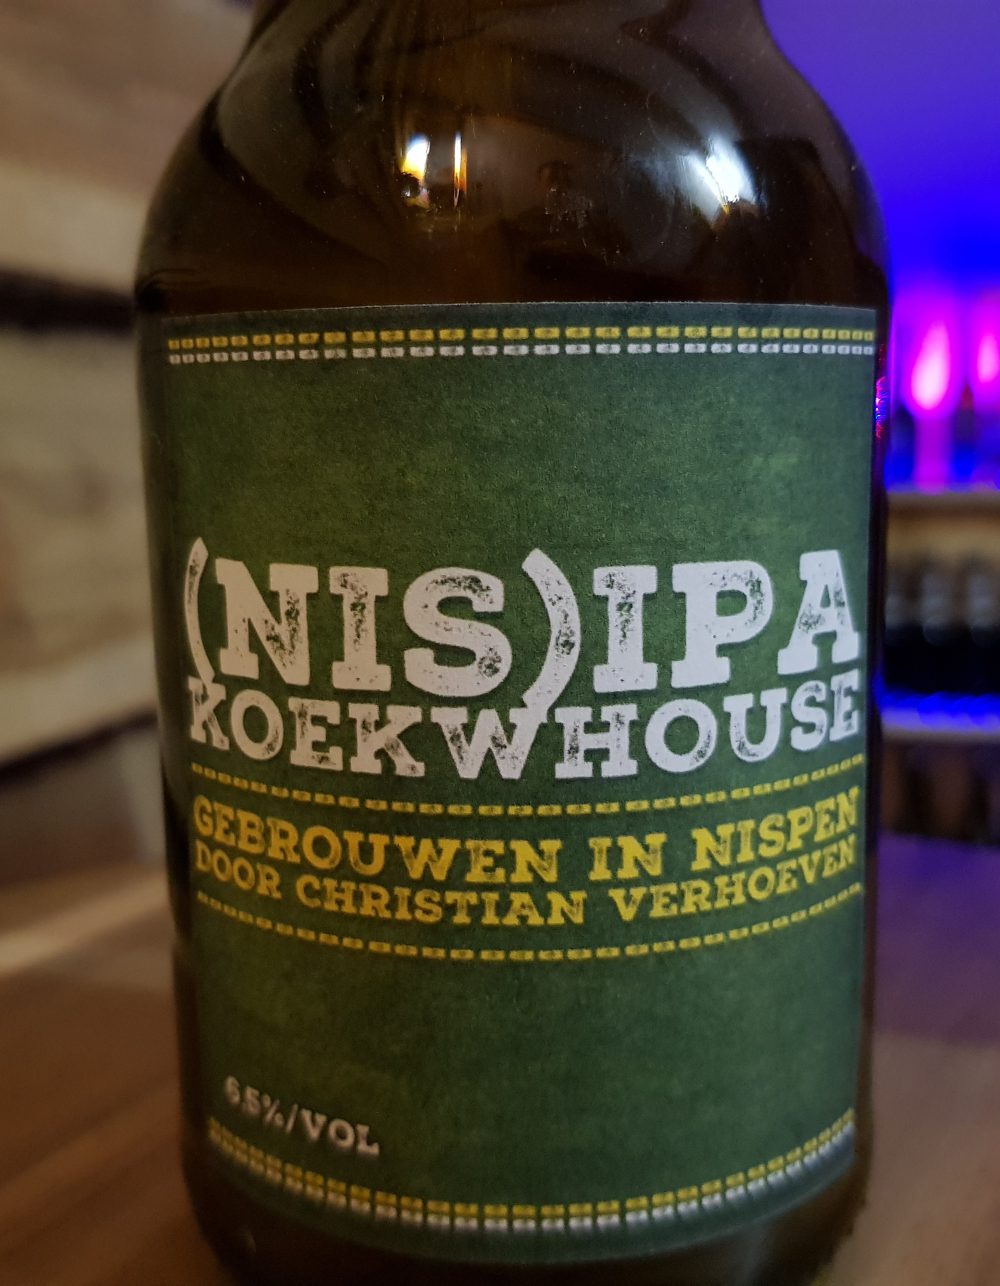 (NIS)IPA
KOEKWHOUSE
GEBROUWEN IN NISPEN
DOOR CHRISTIAN VERHOEVEN
6,5%/VOL